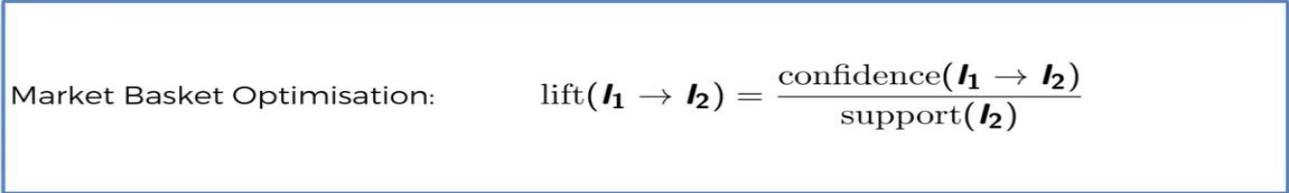 Market Basket Optimisation: lift(I₁ → I₂) = confidence(I₁ → I₂) / support(I₂)